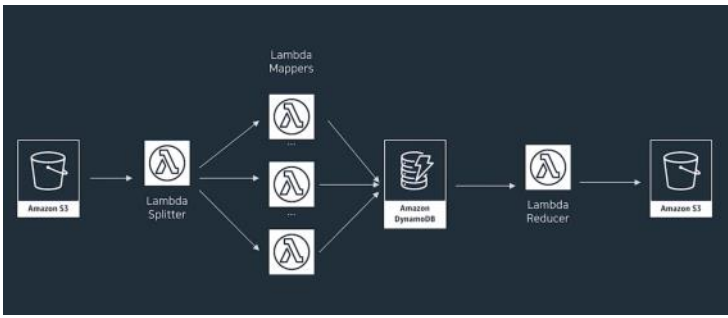 Lambda
Mappers
...
...
Amazon S3
Lambda
Splitter
Amazon
DynamoDB
Lambda
Reducer
Amazon S3